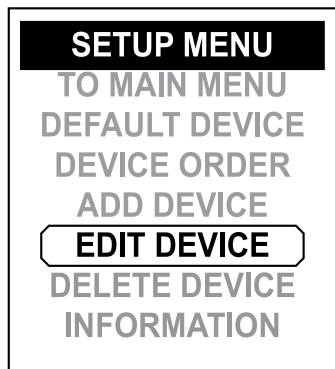 SETUP MENU
TO MAIN MENU
DEFAULT DEVICE
DEVICE ORDER
ADD DEVICE
EDIT DEVICE
DELETE DEVICE
INFORMATION